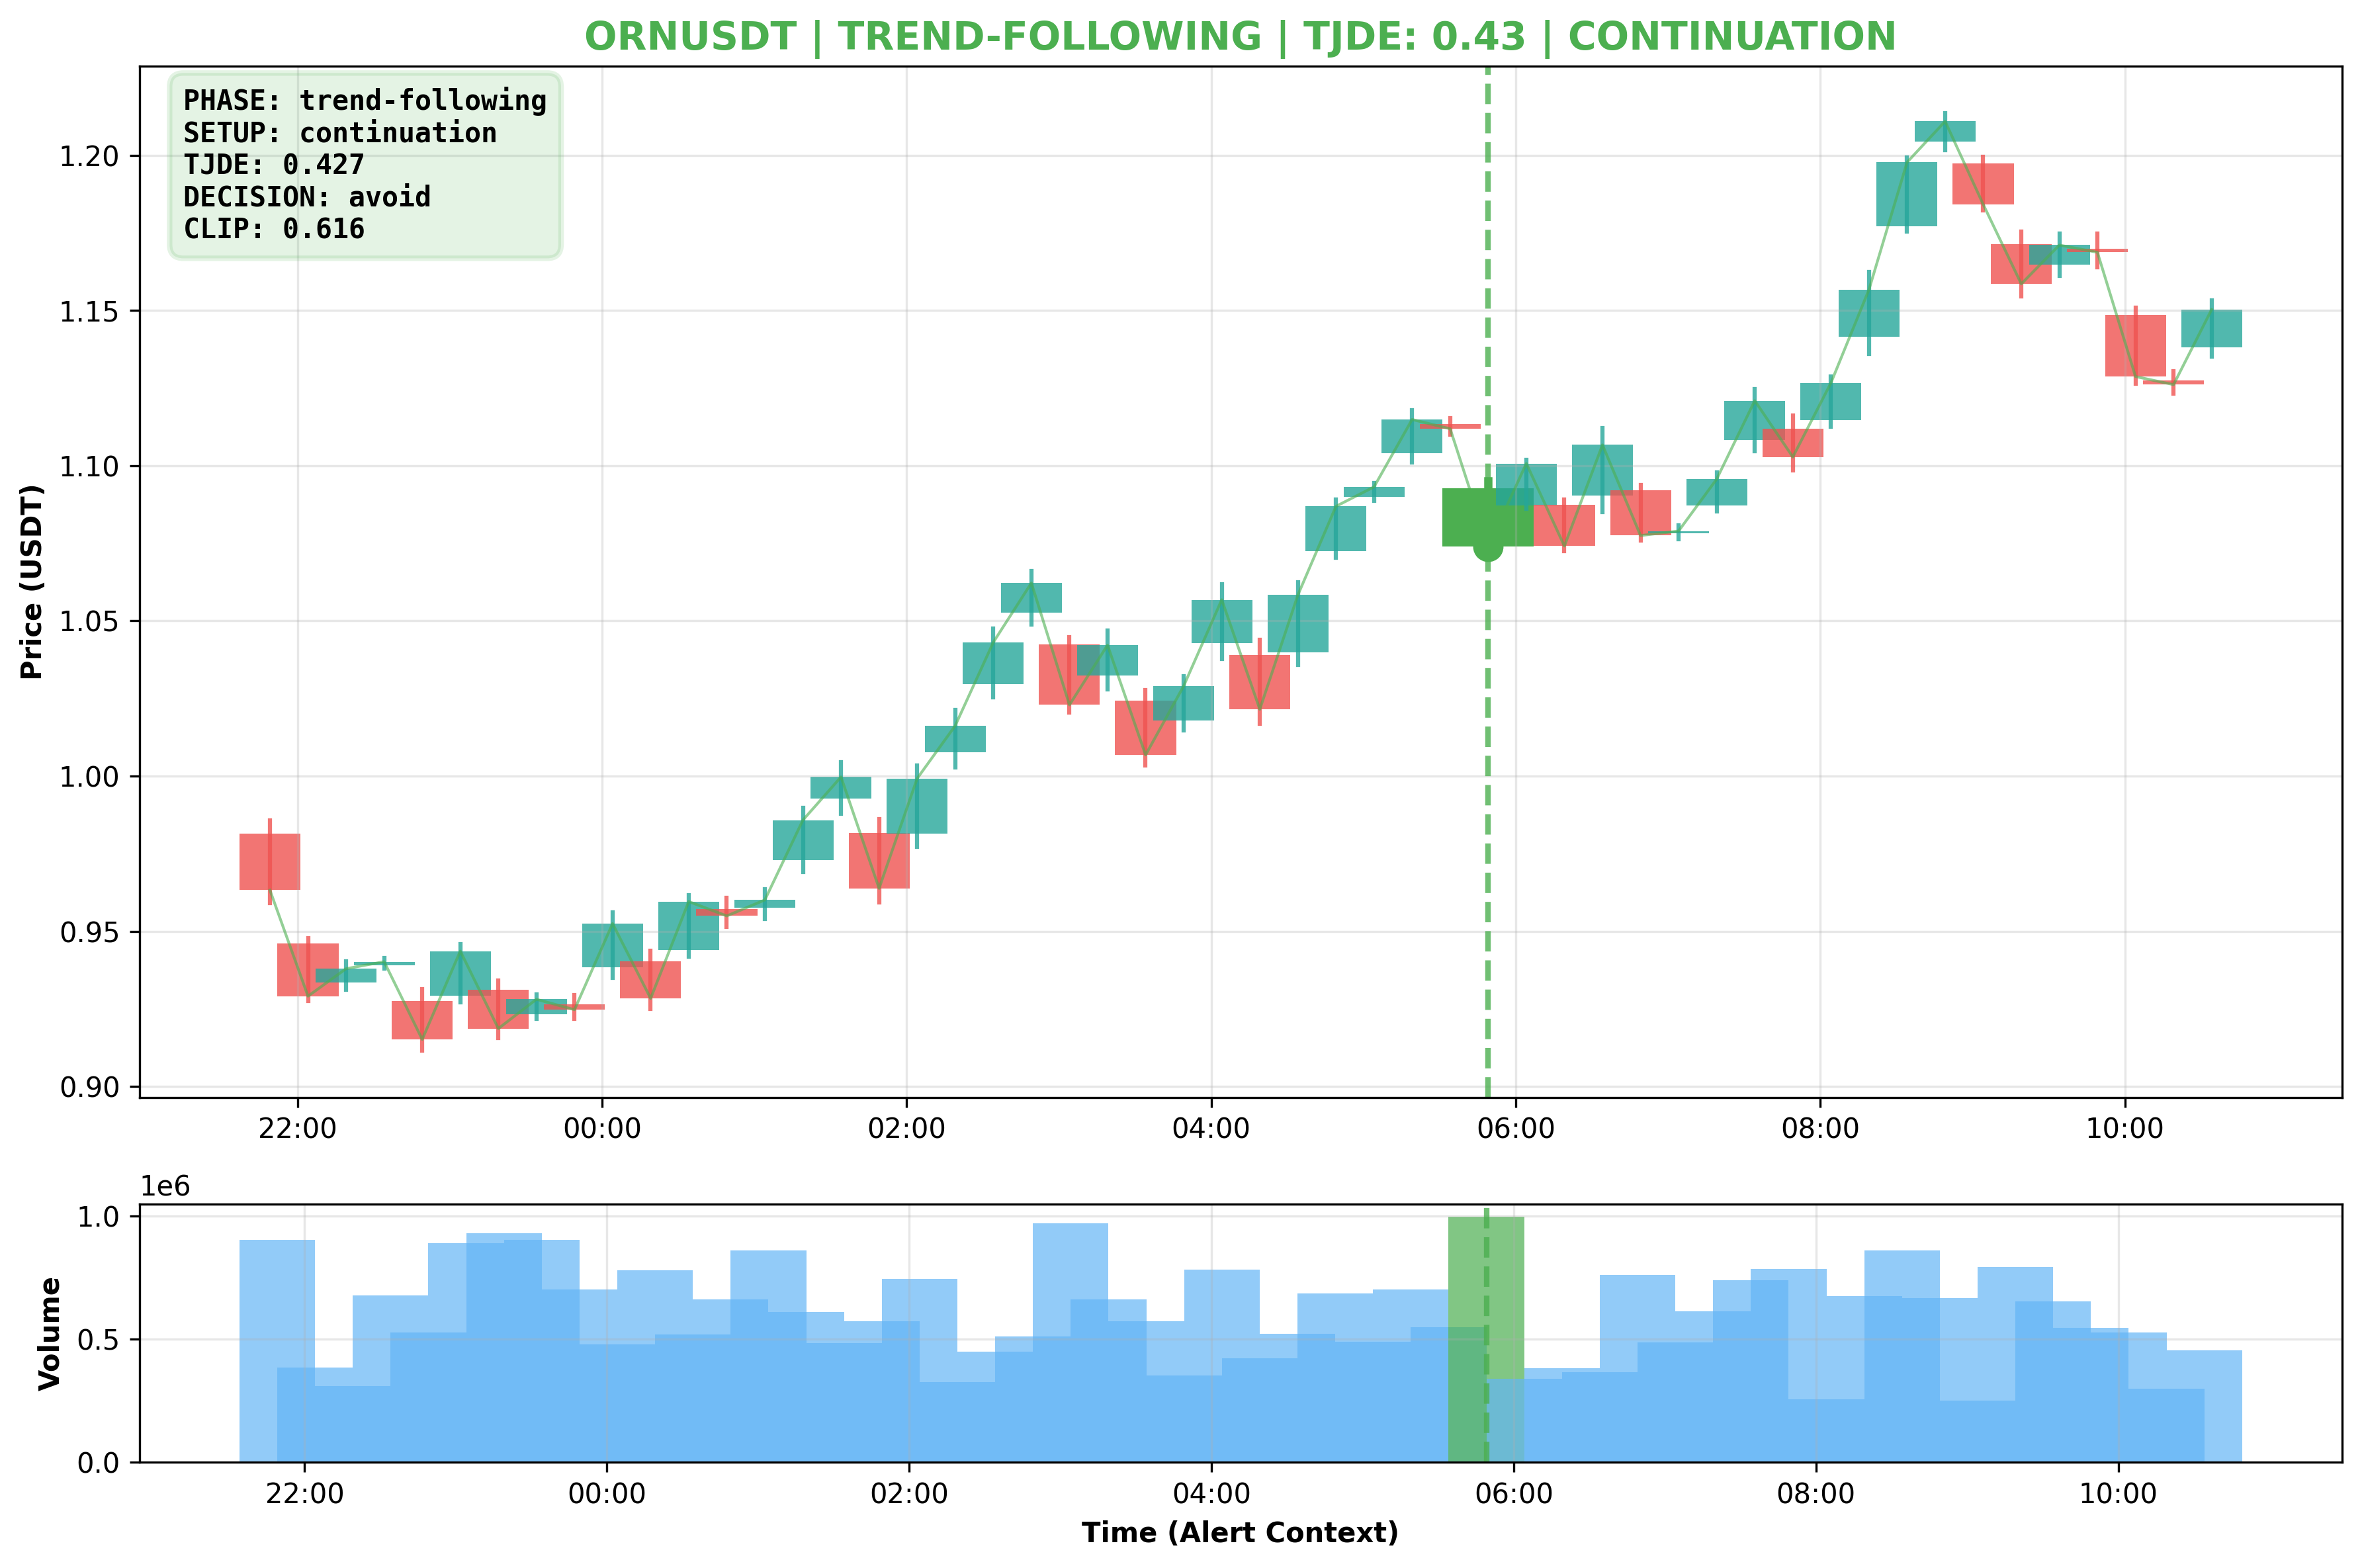 ORNUSDT | TREND-FOLLOWING | TJDE: 0.43 | CONTINUATION
PHASE: trend-following
SETUP: continuation
TJDE: 0.427
DECISION: avoid
CLIP: 0.616
Price (USDT)
1.20
1.15
1.10
1.05
1.00
0.95
0.90
22:00 00:00 02:00 04:00 06:00 08:00 10:00
1e6
Volume
1.0
0.5
0.0
22:00 00:00 02:00 04:00 06:00 08:00 10:00
Time (Alert Context)